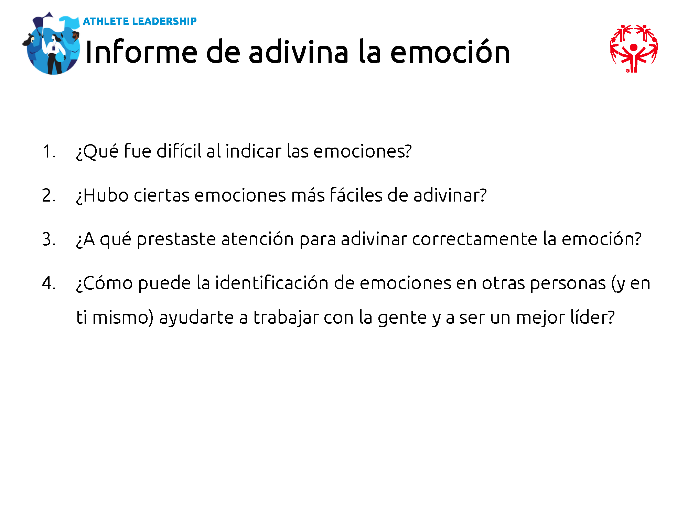 ATHLETE LEADERSHIP
Informe de adivina la emoción
1. ¿Qué fue difícil al indicar las emociones?
2. ¿Hubo ciertas emociones más fáciles de adivinar?
3. ¿A qué prestaste atención para adivinar correctamente la emoción?
4. ¿Cómo puede la identificación de emociones en otras personas (y en
ti mismo) ayudarte a trabajar con la gente y a ser un mejor líder?